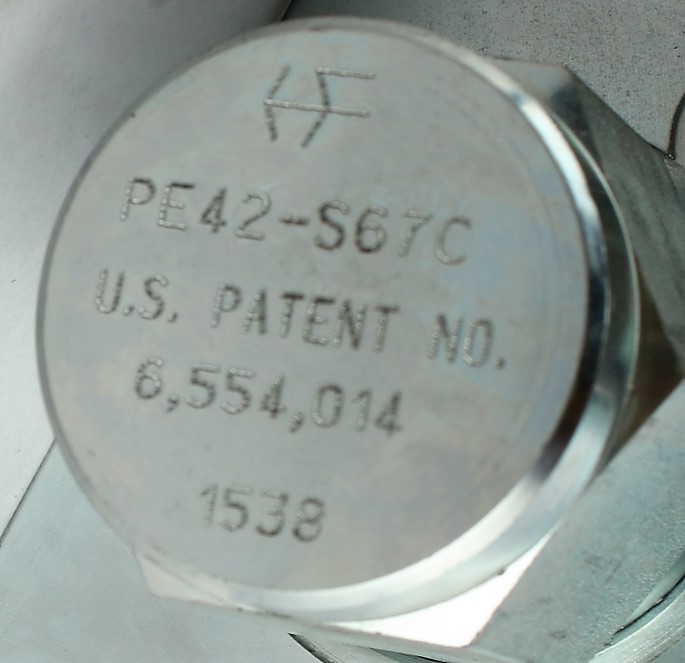 PE42-S67C
U.S. PATENT NO.
6,554,014
1538